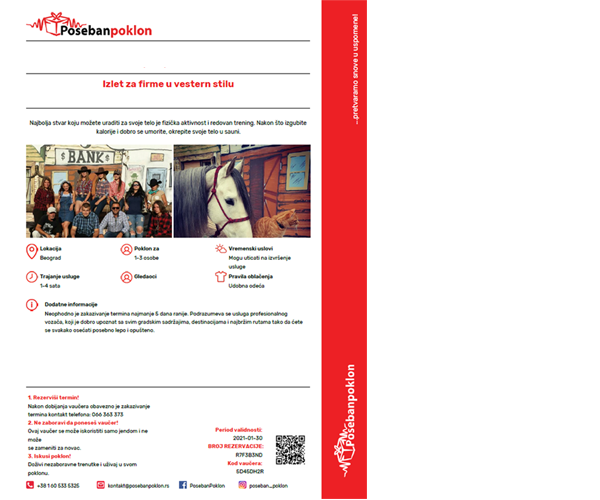 Posebanpoklon
Izlet za firme u vestern stilu
Najbolja stvar koju možete uraditi za svoje telo je fizička aktivnost i redovan trening. Nakon što izgubite
kalorije i dobro se umorite, okrepite svoje telo u sauni.
BANK
Lokacija
Beograd
Poklon za
1-3 osobe
Vremenski uslovi
Mogu uticati na izvršenje
usluge
Trajanje usluge
1-4 sata
Gledaoci
Pravila oblačenja
Udobna odeća
Dodatne informacije
Neophodno je zakazivanje termina najmanje 5 dana ranije. Podrazumeva se usluga profesionalnog
vozača, koji je dobro upoznat sa svim gradskim sadržajima, destinacijama i najbržim rutama tako da ćete
se svakako osećati posebno lepo i opušteno.
1. Rezerviši termin!
Nakon dobijanja vaučera obavezno je zakazivanje
termina kontakt telefona: 066 363 373
2. Ne zaboravi da poneseš vaučer!
Ovaj vaučer se može iskoristiti samo jendom i ne
može
se zameniti za novac.
3. Iskusi poklon!
Doživi nezaboravne trenutke i uživaj u svom
poklonu.
Period validnosti:
2021-01-30
BROJ REZERVACIJE:
R7F3B3ND
Kod vaučera:
5D45DH2R
+38 1 60 533 5325
kontakt@posebanpoklon.rs
PosebanPoklon
poseban_poklon
...pretvaramo snove u uspomene!
Posebanpoklon